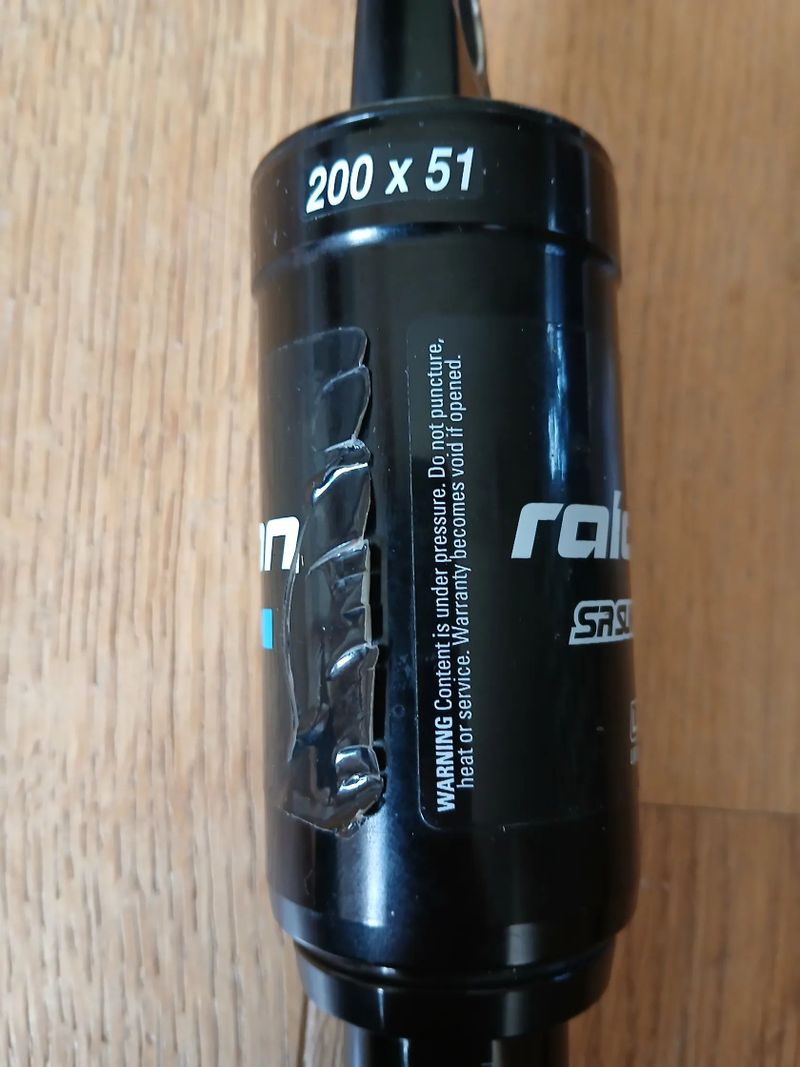 200 x 51
WARNING Content is under pressure. Do not puncture,
heat or service. Warranty becomes void if opened.